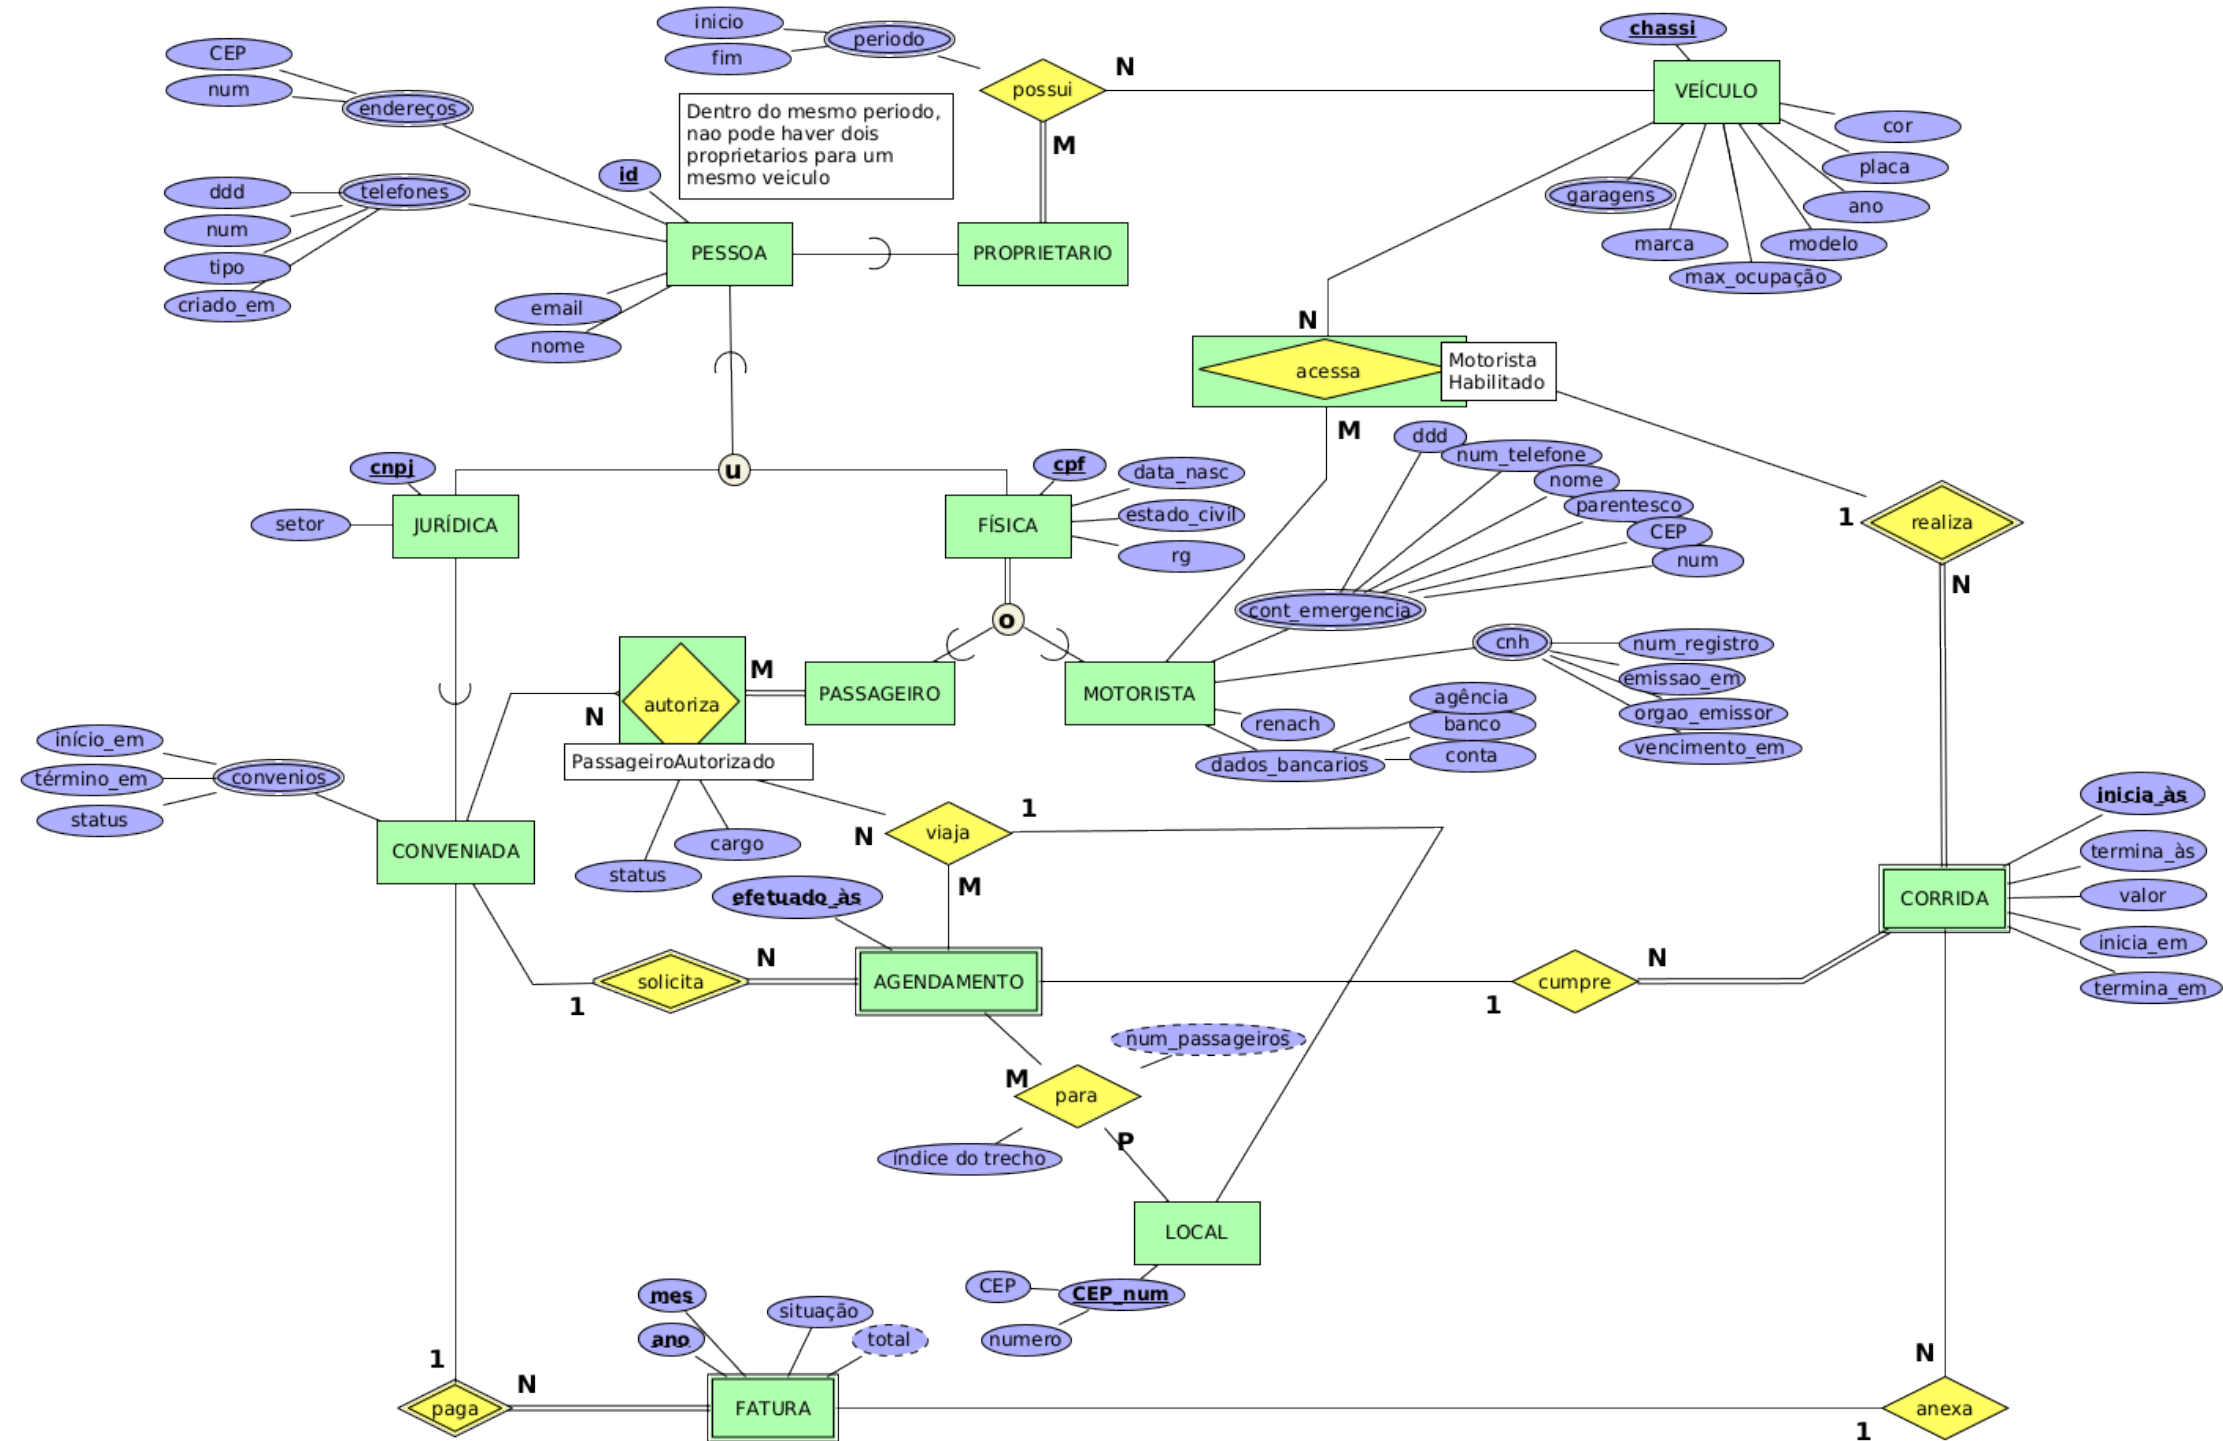 inicio
periodo
fim
CEP
num
endereços
possui
N
M
chassi
VEÍCULO
cor
placa
ano
modelo
max_ocupação
marca
garagens
Dentro do mesmo periodo,
nao pode haver dois
proprietarios para um
mesmo veiculo
id
ddd
telefones
num
tipo
criado_em
PESSOA
PROPRIETARIO
email
nome
N
acessa
Motorista
Habilitado
M
u
cnpj
setor
JURÍDICA
cpf
FÍSICA
data_nasc
estado_civil
rg
ddd
num_telefone
nome
parentesco
CEP
num
cont_emergencia
1
realiza
N
o
autoriza
M
N
PASSAGEIRO
MOTORISTA
cnh
num_registro
emissao_em
orgao_emissor
vencimento_em
renach
agência
banco
conta
dados_bancarios
PassageiroAutorizado
início_em
término_em
status
convenios
CONVENIADA
status
cargo
N
viaja
1
M
efetuado_às
inicia_às
termina_às
valor
inicia_em
termina_em
CORRIDA
solicita
N
1
AGENDAMENTO
cumpre
N
1
num_passageiros
M
para
P
índice do trecho
LOCAL
CEP
CEP_num
numero
mes
ano
situação
total
1
paga
N
FATURA
N
anexa
1